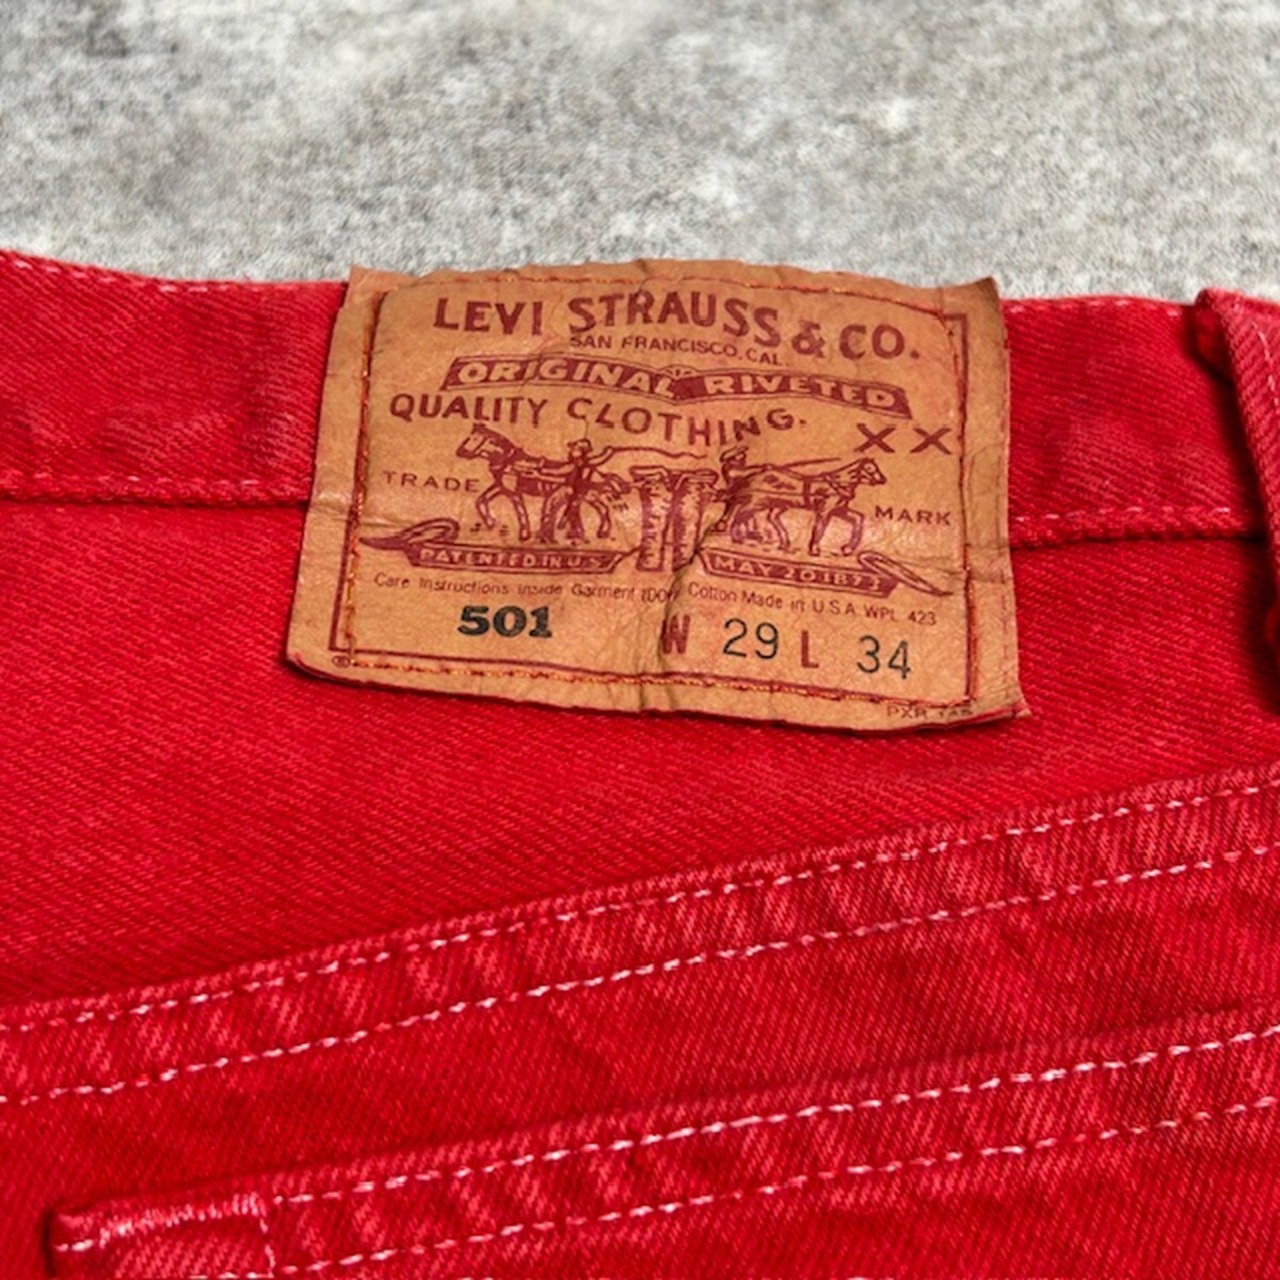 LEVI STRAUSS & CO.
SAN FRANCISCO, CAL
ORIGINAL RIVETED
QUALITY CLOTHING.
XX
TRADE MARK
PATENTED IN U.S. MAY 20 1873
Care Instructions Inside Garment Cotton Made in U.S.A. WPL 423
501 W 29 L 34
®